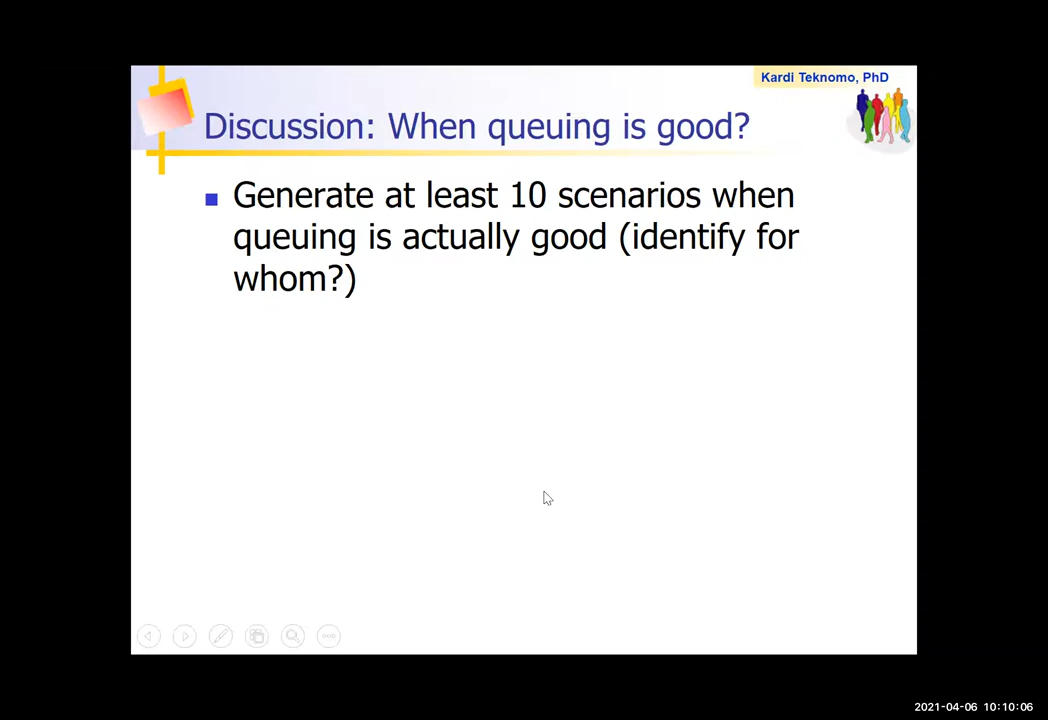 Kardi Teknomo, PhD
Discussion: When queuing is good?
Generate at least 10 scenarios when
queuing is actually good (identify for
whom?)
2021-04-06 10:10:06